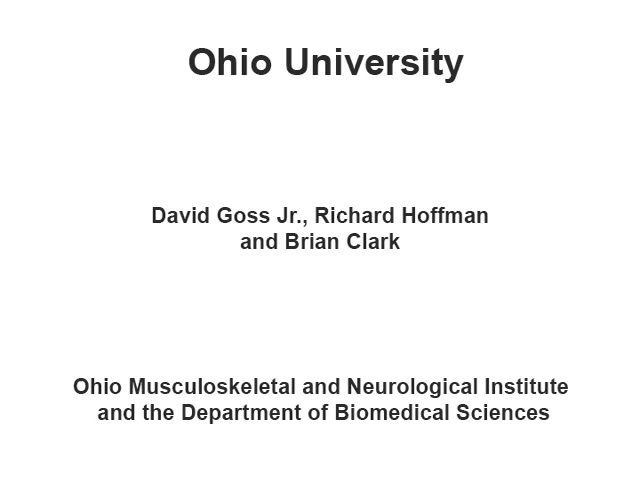 Ohio University
David Goss Jr., Richard Hoffman
and Brian Clark
Ohio Musculoskeletal and Neurological Institute
and the Department of Biomedical Sciences